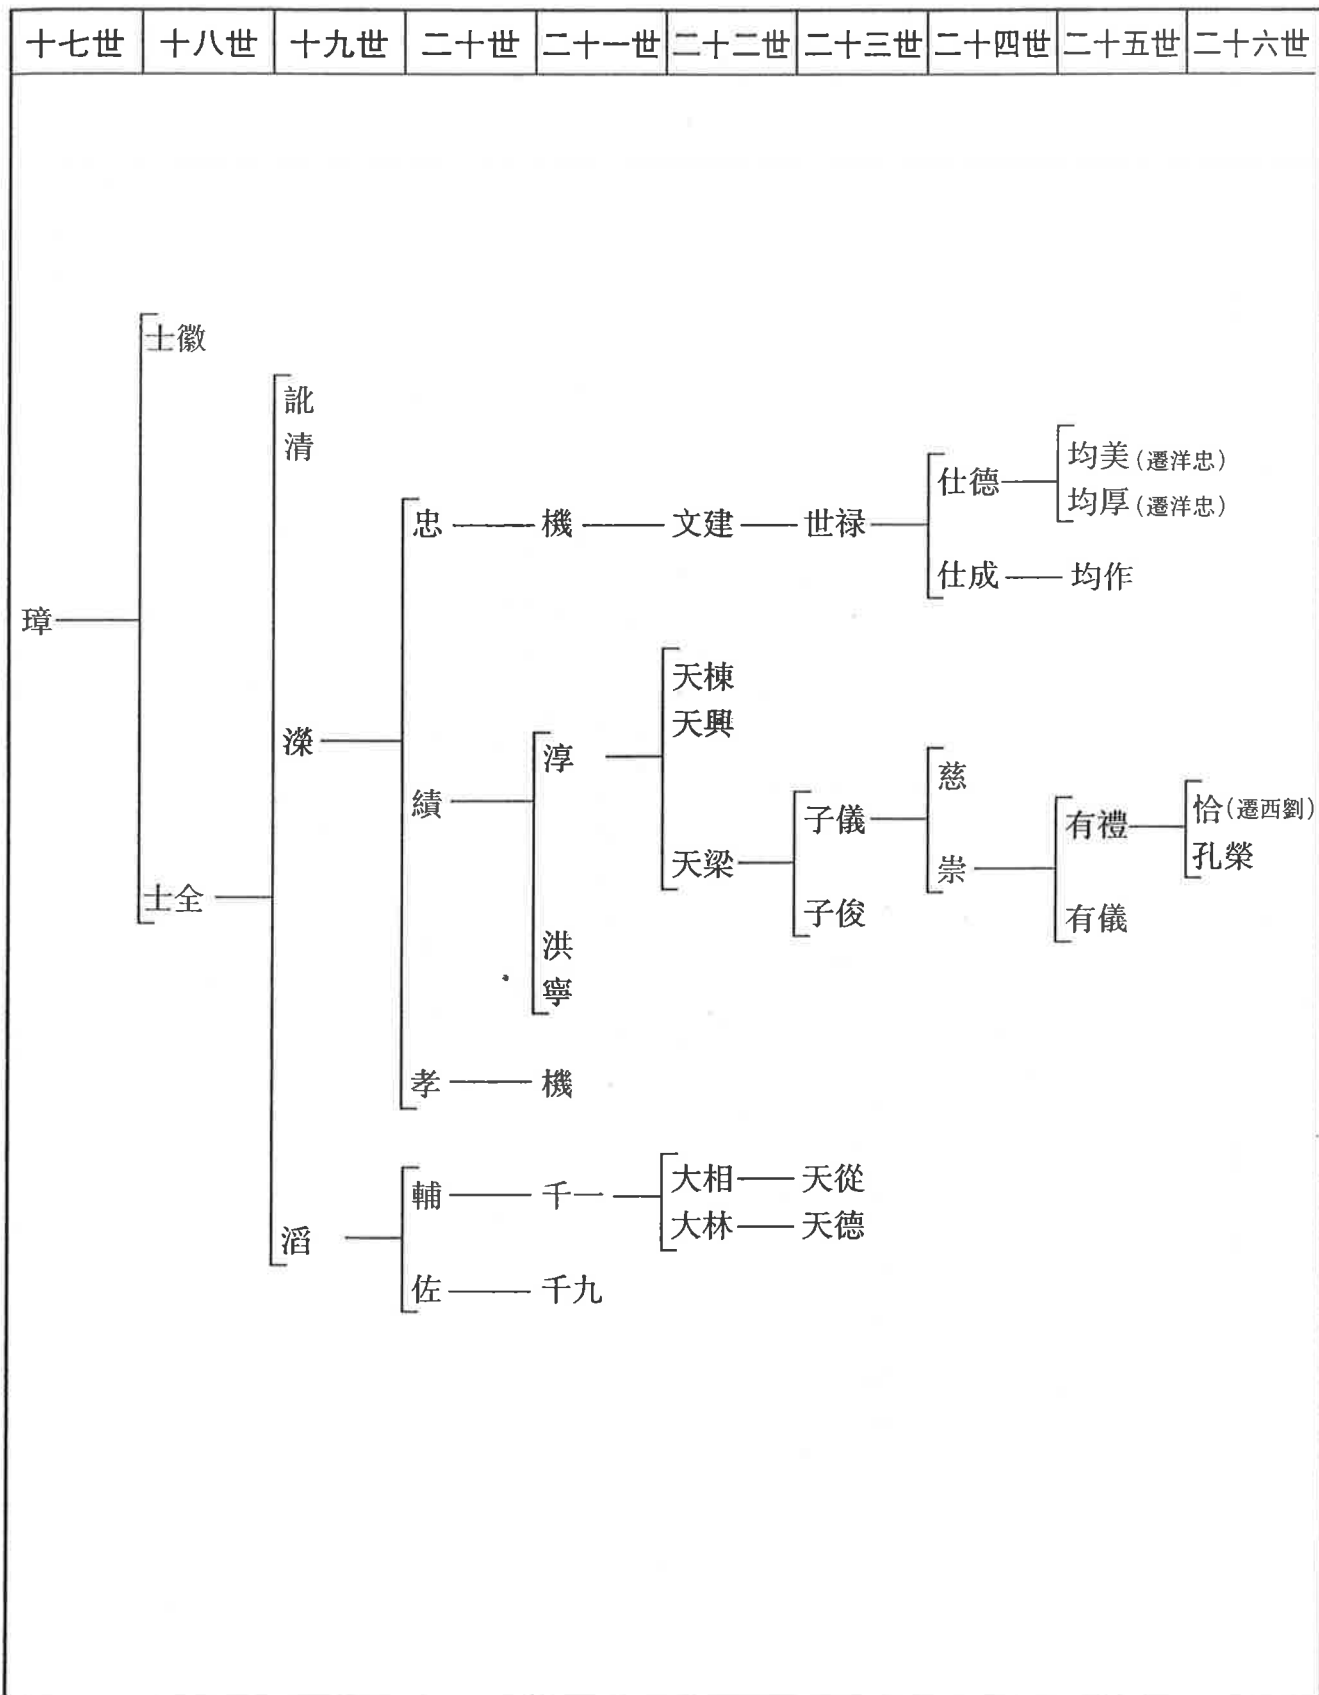 十七世 十八世 十九世 二十世 二十一世 二十二世 二十三世 二十四世 二十五世 二十六世
士徽
訛
清
均美(遷洋忠)
仕德
均厚(遷洋忠)
忠 機 文建 世禄
仕成 均作
璋
天棟
天興
濚
淳
慈
績
子儀
有禮
恰(遷西劉)
孔榮
天梁
崇
士全
子俊
有儀
洪
寧
孝 機
大相 天從
輔 千一
大林 天德
滔
佐 千九